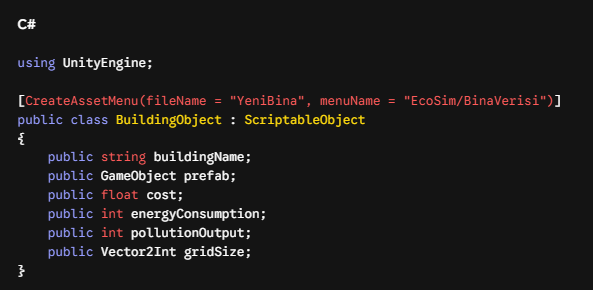 C#
using UnityEngine;
[CreateAssetMenu(fileName = "YeniBina", menuName = "EcoSim/BinaVerisi")]
public class BuildingObject : ScriptableObject
{
    public string buildingName;
    public GameObject prefab;
    public float cost;
    public int energyConsumption;
    public int pollutionOutput;
    public Vector2Int gridSize;
}